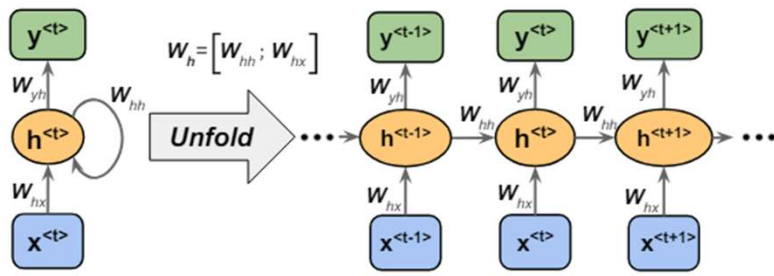 y<t>
W_yh
W_hh
h<t>
W_hx
x<t>
W_h=[W_hh ; W_hx]
Unfold
•••
y<t-1>
y<t>
y<t+1>
W_yh
W_yh
W_yh
h<t-1>
W_hh
h<t>
W_hh
h<t+1>
•••
W_hx
W_hx
W_hx
x<t-1>
x<t>
x<t+1>